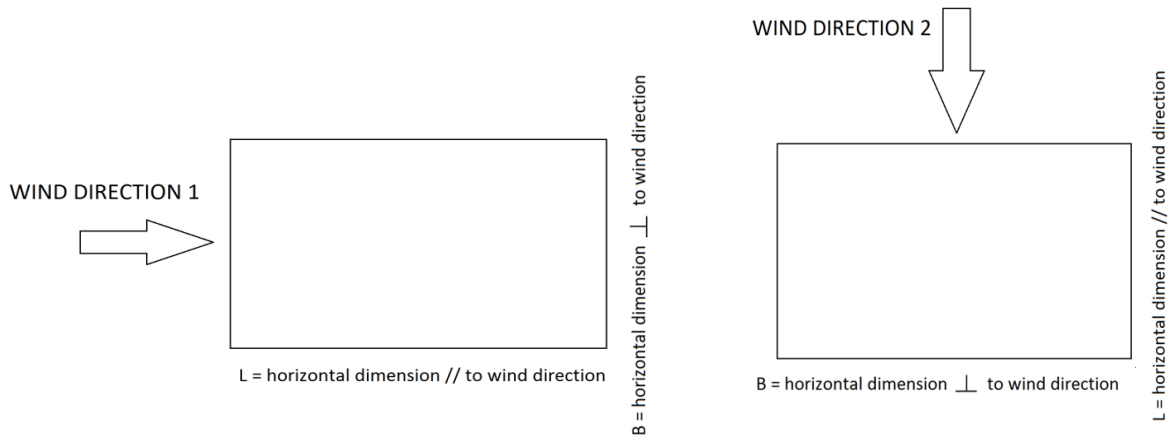 WIND DIRECTION 1
L = horizontal dimension // to wind direction
B = horizontal dimension ⊥ to wind direction
WIND DIRECTION 2
B = horizontal dimension ⊥ to wind direction
L = horizontal dimension // to wind direction